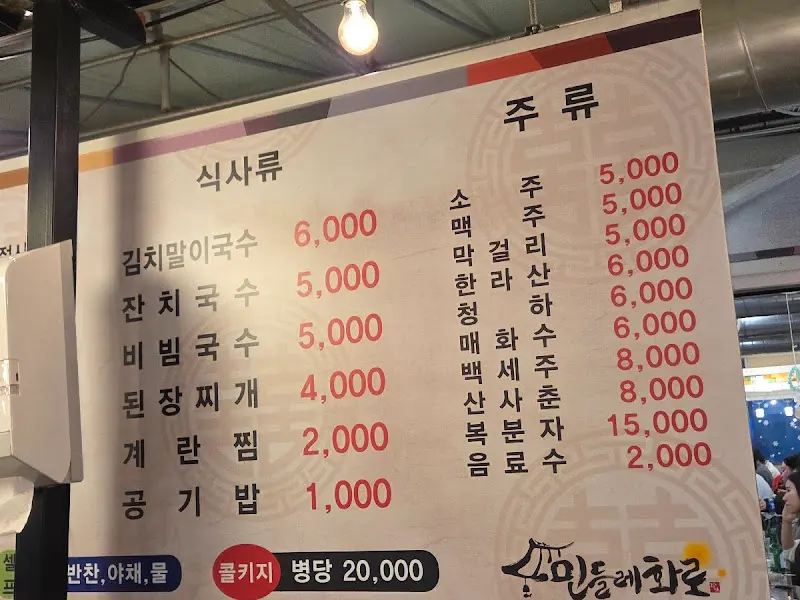 식사류
김치말이국수 6,000
잔치국수 5,000
비빔국수 5,000
된장찌개 4,000
계란찜 2,000
공기밥 1,000
주류
소주 5,000
맥주 5,000
막걸리 5,000
한라산 6,000
청하 6,000
매화수 6,000
백세주 8,000
산사춘 8,000
복분자 15,000
음료수 2,000
셀프
반찬,야채,물
콜키지 병당 20,000
민들레화로